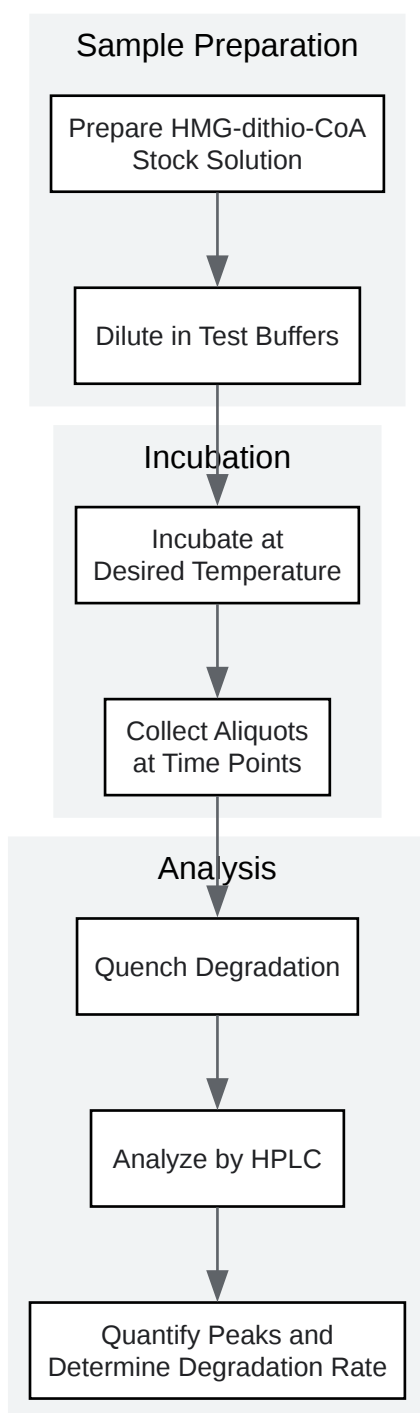 Sample Preparation
Prepare HMG-dithio-CoA
Stock Solution
Dilute in Test Buffers
Incubation
Incubate at
Desired Temperature
Collect Aliquots
at Time Points
Analysis
Quench Degradation
Analyze by HPLC
Quantify Peaks and
Determine Degradation Rate